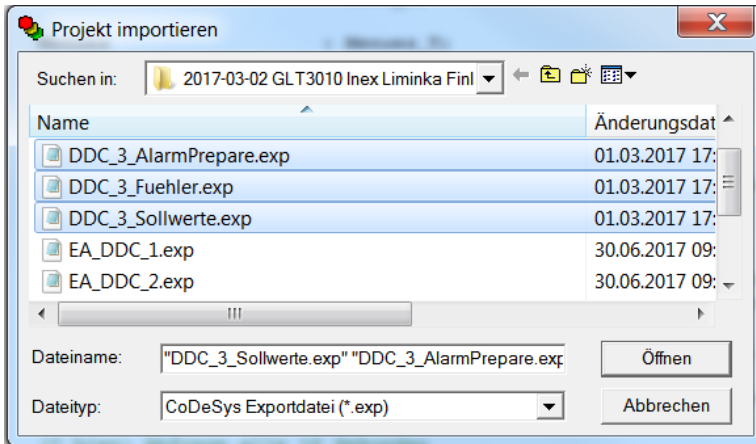 Projekt importieren
Suchen in: 2017-03-02 GLT3010 Inex Liminka Finl
Name Änderungsdat
DDC_3_AlarmPrepare.exp 01.03.2017 17:
DDC_3_Fuehler.exp 01.03.2017 17:
DDC_3_Sollwerte.exp 01.03.2017 17:
EA_DDC_1.exp 30.06.2017 09:
EA_DDC_2.exp 30.06.2017 09:
Dateiname: "DDC_3_Sollwerte.exp" "DDC_3_AlarmPrepare.exp Öffnen
Dateityp: CoDeSys Exportdatei (*.exp) Abbrechen